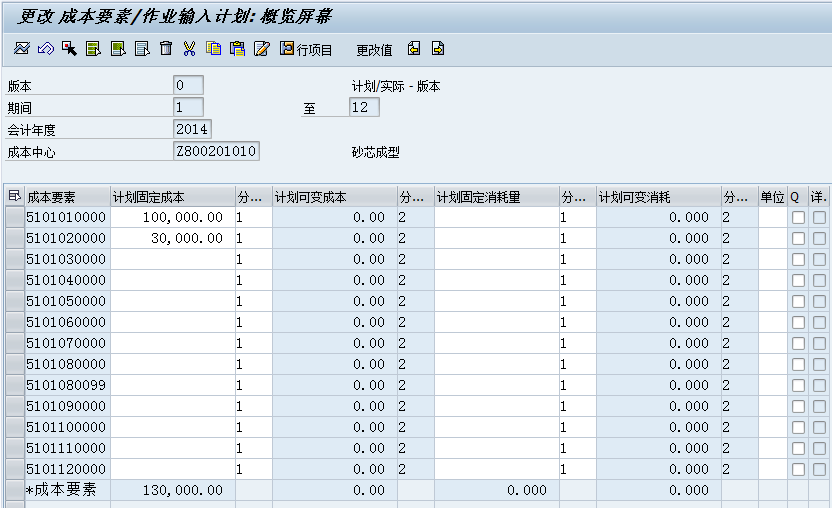 更改 成本要素/作业输入计划: 概览屏幕
行项目 更改值
版本 0 计划/实际 - 版本
期间 1 至 12
会计年度 2014
成本中心 Z800201010 砂芯成型
成本要素 计划固定成本 分... 计划可变成本 分... 计划固定消耗量 分... 计划可变消耗 分... 单位 Q 详.
5101010000 100,000.00 1 0.00 2 1 0.000 2
5101020000 30,000.00 1 0.00 2 1 0.000 2
5101030000 1 0.00 2 1 0.000 2
5101040000 1 0.00 2 1 0.000 2
5101050000 1 0.00 2 1 0.000 2
5101060000 1 0.00 2 1 0.000 2
5101070000 1 0.00 2 1 0.000 2
5101080000 1 0.00 2 1 0.000 2
5101080099 1 0.00 2 1 0.000 2
5101090000 1 0.00 2 1 0.000 2
5101100000 1 0.00 2 1 0.000 2
5101110000 1 0.00 2 1 0.000 2
5101120000 1 0.00 2 1 0.000 2
*成本要素 130,000.00 0.00 0.000 0.000